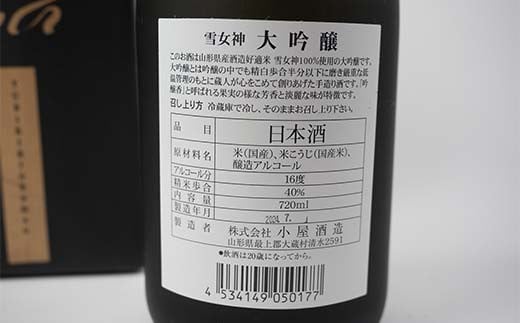 雪女神 大吟醸
このお酒は山形県産酒造好適米 雪女神100%使用の大吟醸です。
大吟醸とは吟醸の中でも精白歩合半分以下に磨き厳重な低
温管理のもとに蔵人が心をこめて創りあげた手造り酒です。「吟
醸香」と呼ばれる果実の様な芳香と淡麗な味が特徴です。
召し上り方 冷蔵庫で冷し、そのままお召し上り下さい。
品目 日本酒
原材料名 米(国産)、米こうじ(国産米)、
醸造アルコール
アルコール分 16度
精米歩合 40%
内容量 720ml
製造年月 2024.7.
製造者 株式会社 小屋酒造
山形県最上郡大蔵村清水2591
●飲酒は20歳になってから。
4 534149 050177